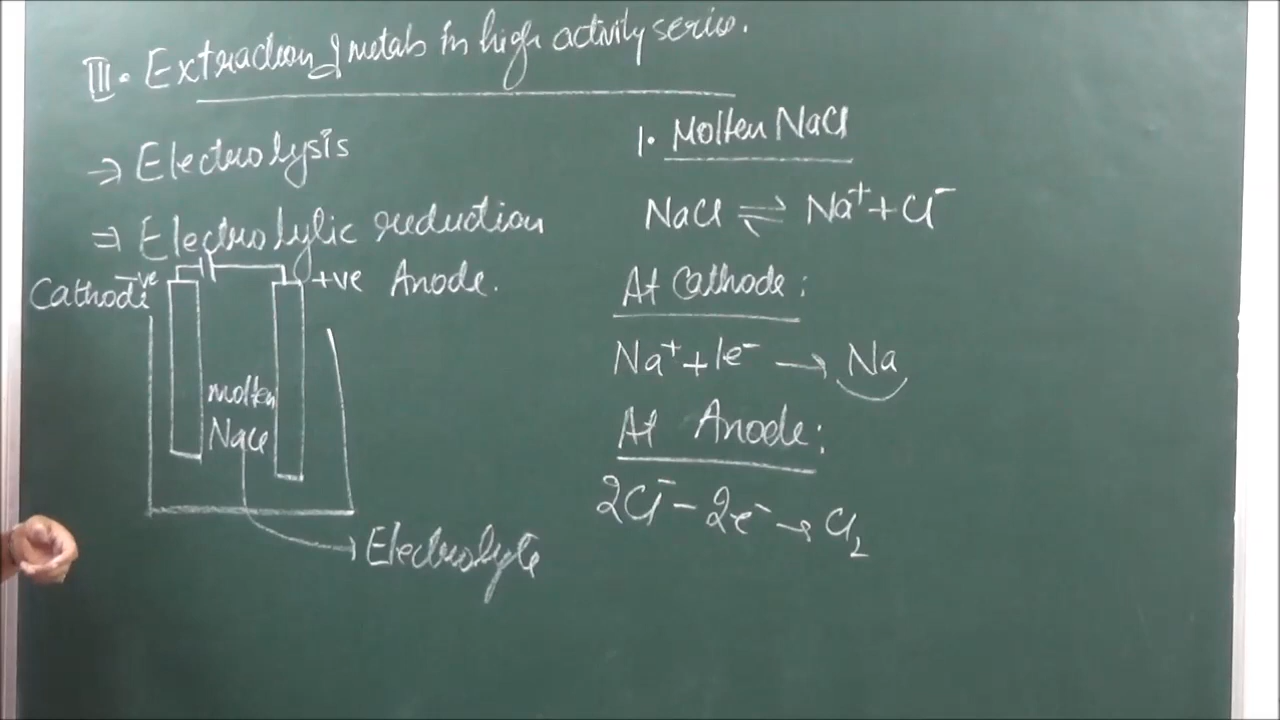 III. Extraction of metals in high activity series.
⇒ Electrolysis
⇒ Electrolytic reduction
Cathode -ve
+ve Anode.
molten
NaCl
Electrolyte
1. Molten NaCl
NaCl ⇌ Na⁺ + Cl⁻
At Cathode:
Na⁺ + 1e⁻ → Na
At Anode:
2Cl⁻ - 2e⁻ → Cl₂